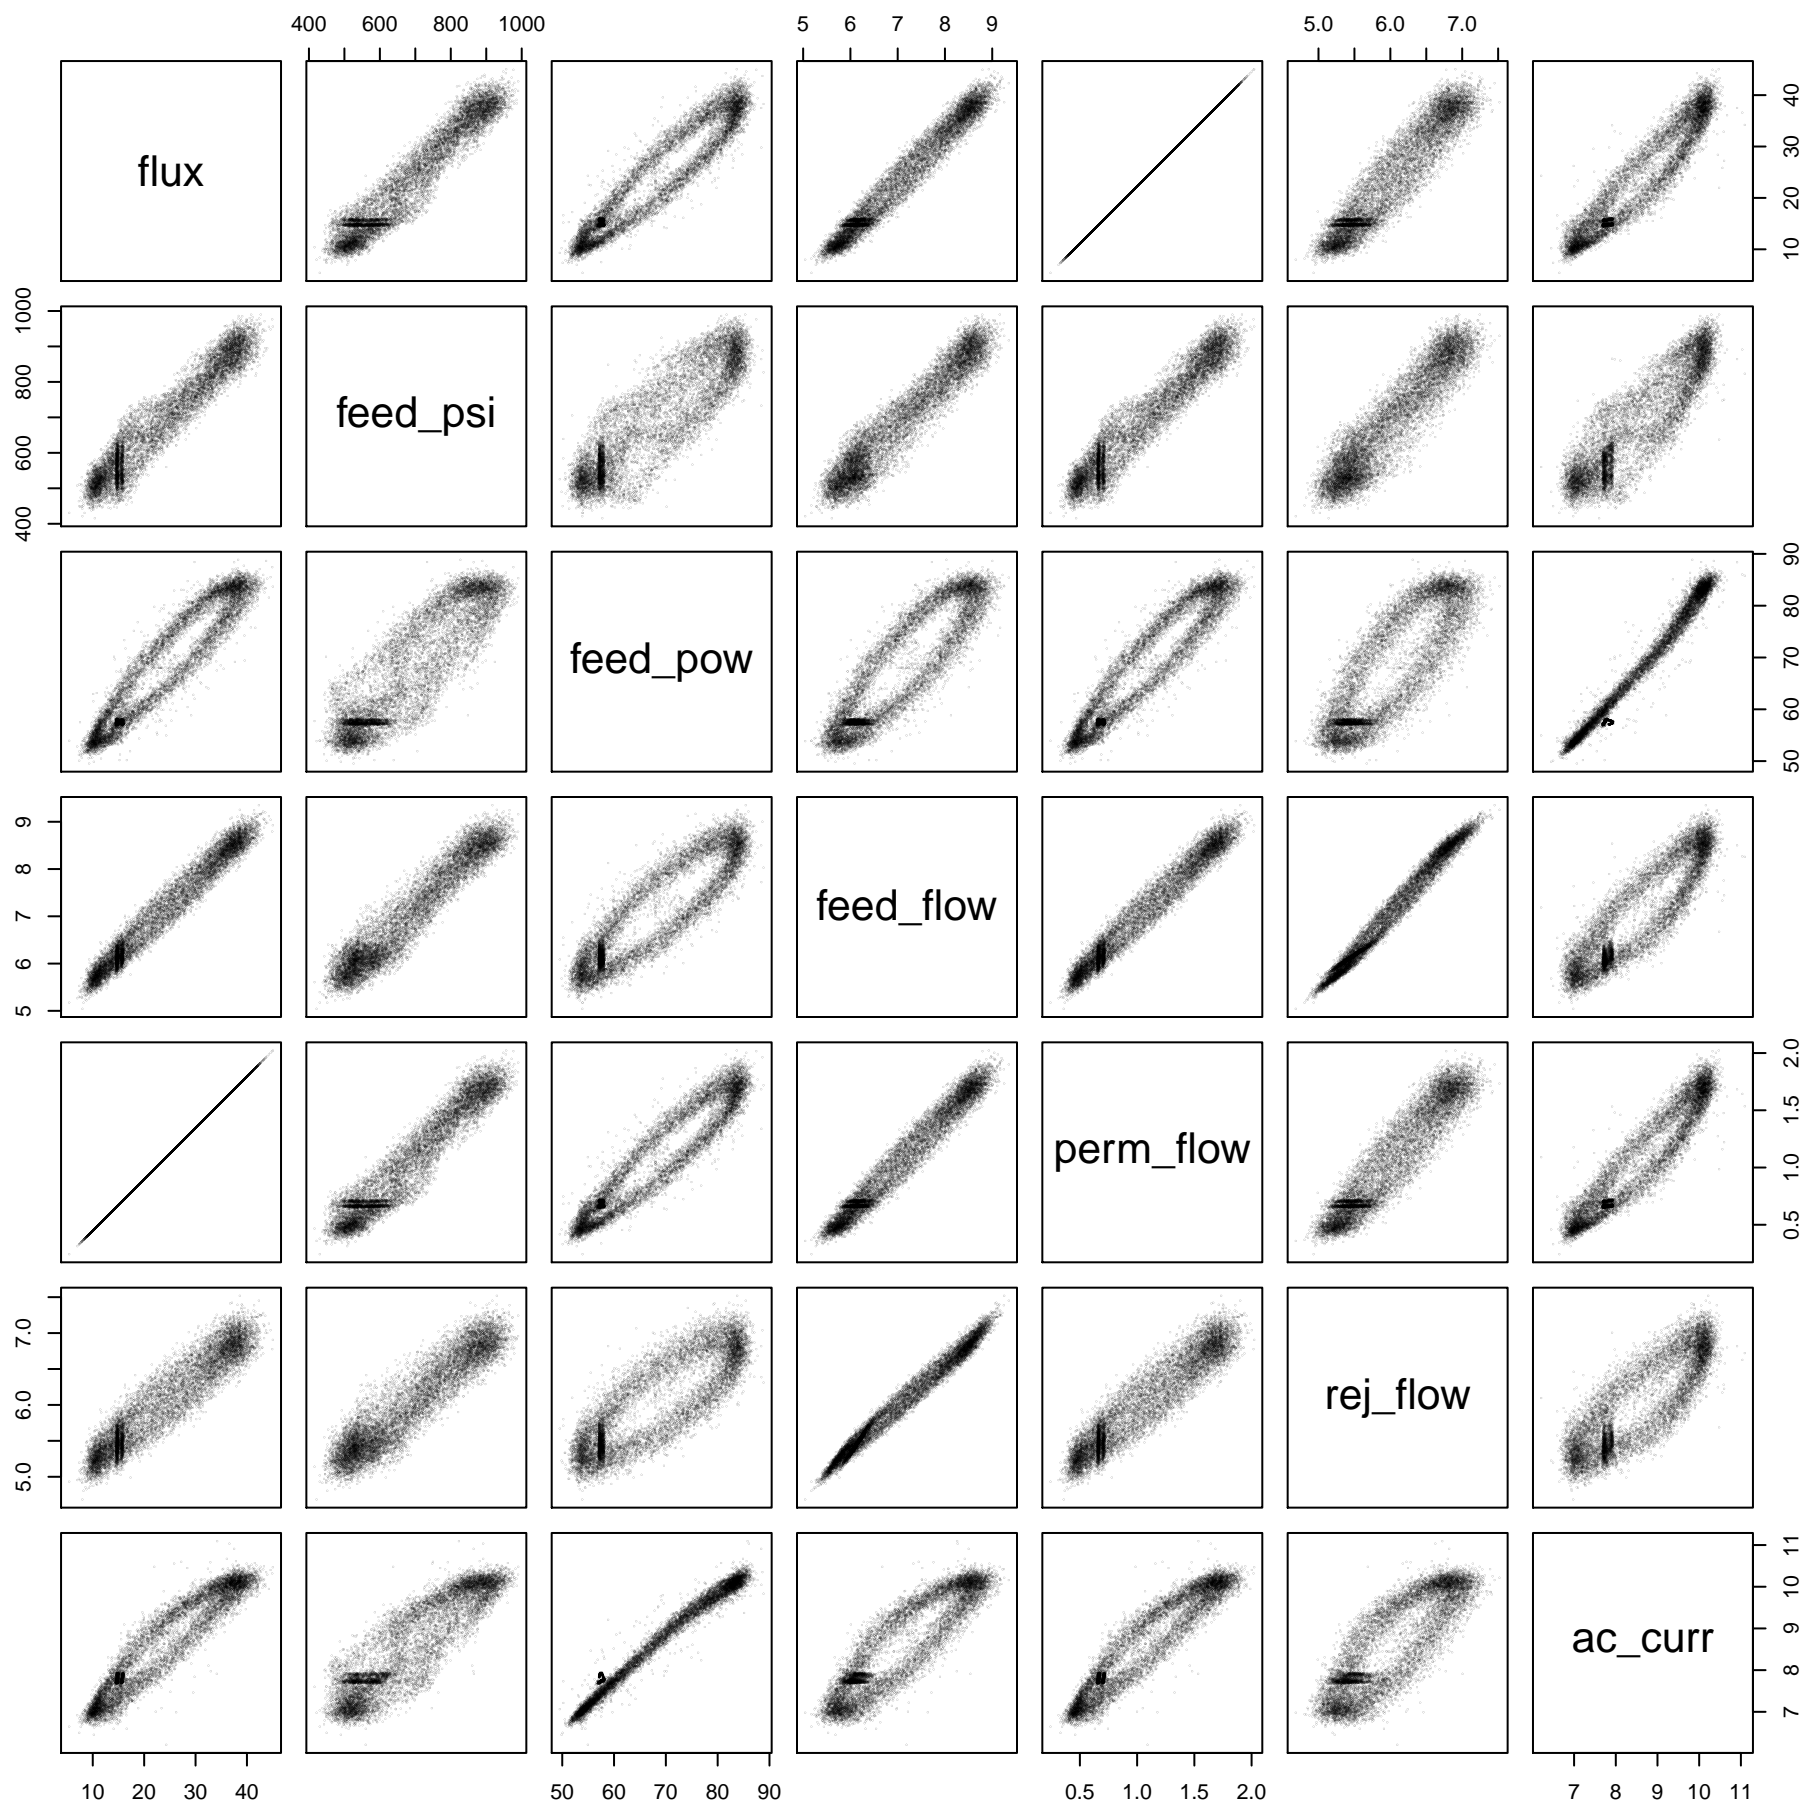 400 600 800 1000 5 6 7 8 9 5.0 6.0 7.0
flux
10 20 30 40
400 600 800 1000
feed_psi
feed_pow
50 60 70 80 90
5 6 7 8 9
feed_flow
perm_flow
0.5 1.0 1.5 2.0
5.0 6.0 7.0
rej_flow
ac_curr
7 8 9 10 11
10 20 30 40 50 60 70 80 90 0.5 1.0 1.5 2.0 7 8 9 10 11